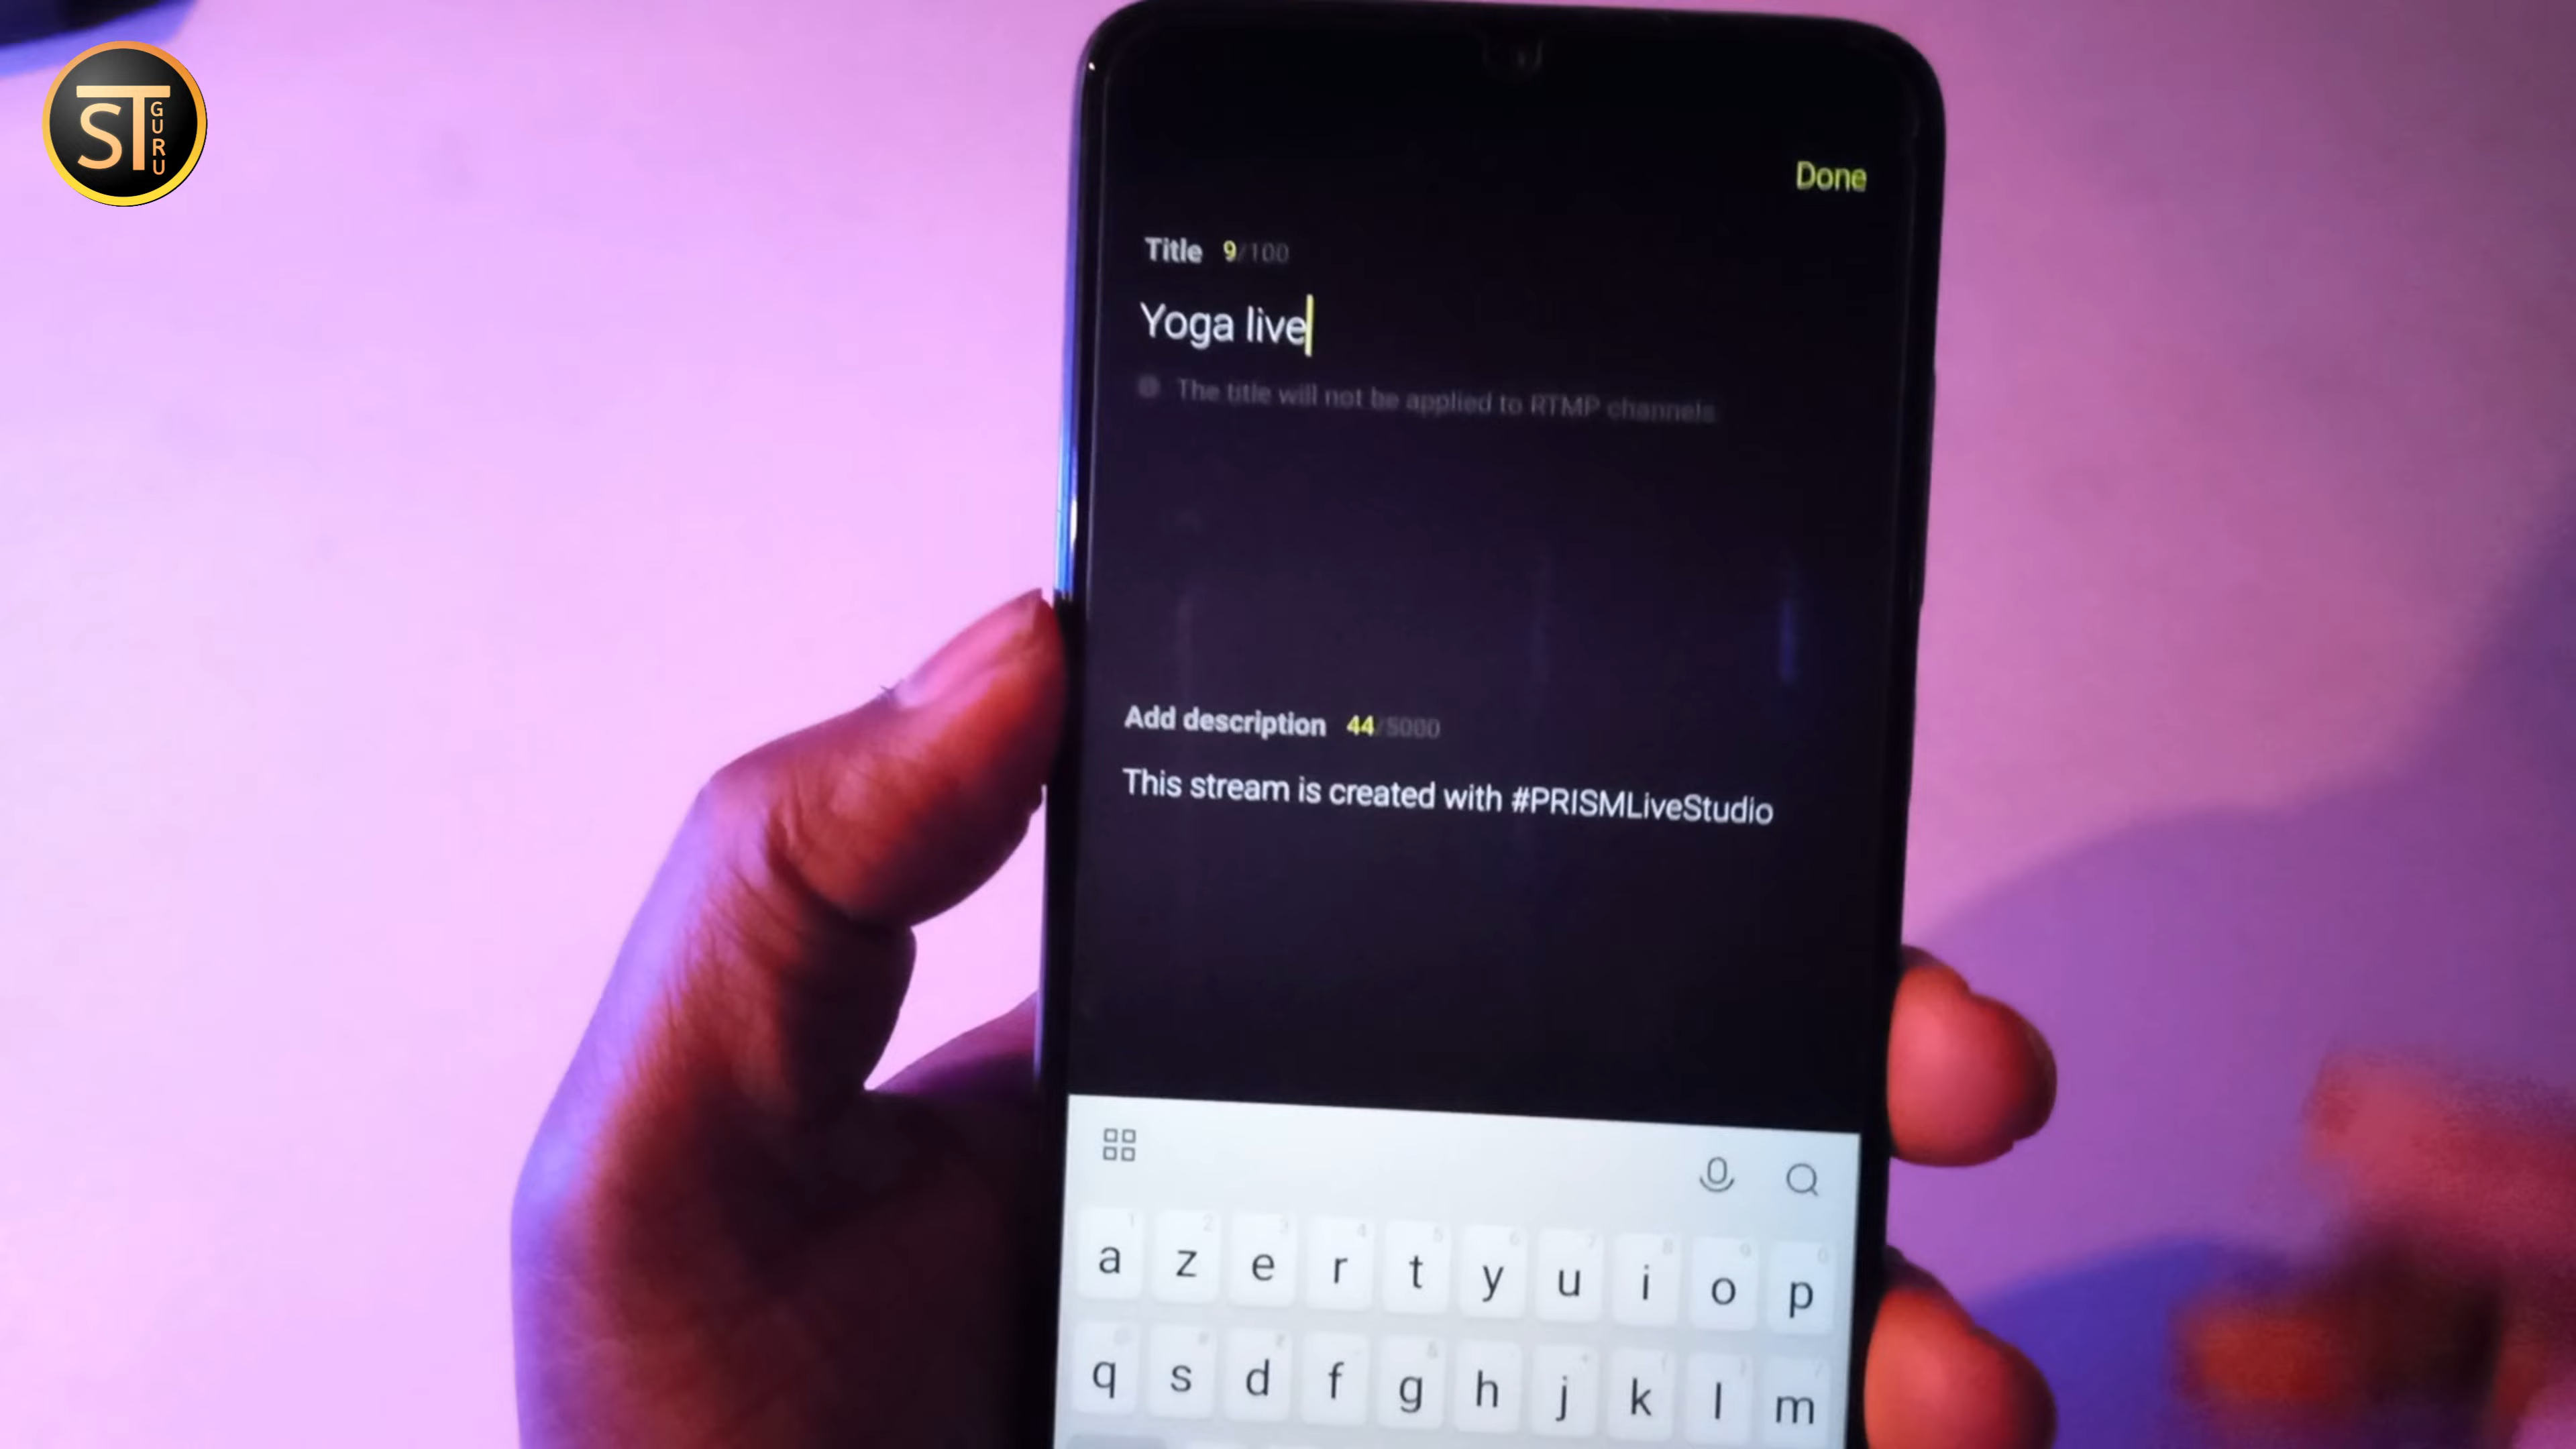 ST GURU
Done
Title 9/100
Yoga live
The title will not be applied to RTMP channels
Add description 44/5000
This stream is created with #PRISMLiveStudio
a z e r t y u i o p
q s d f g h j k l m